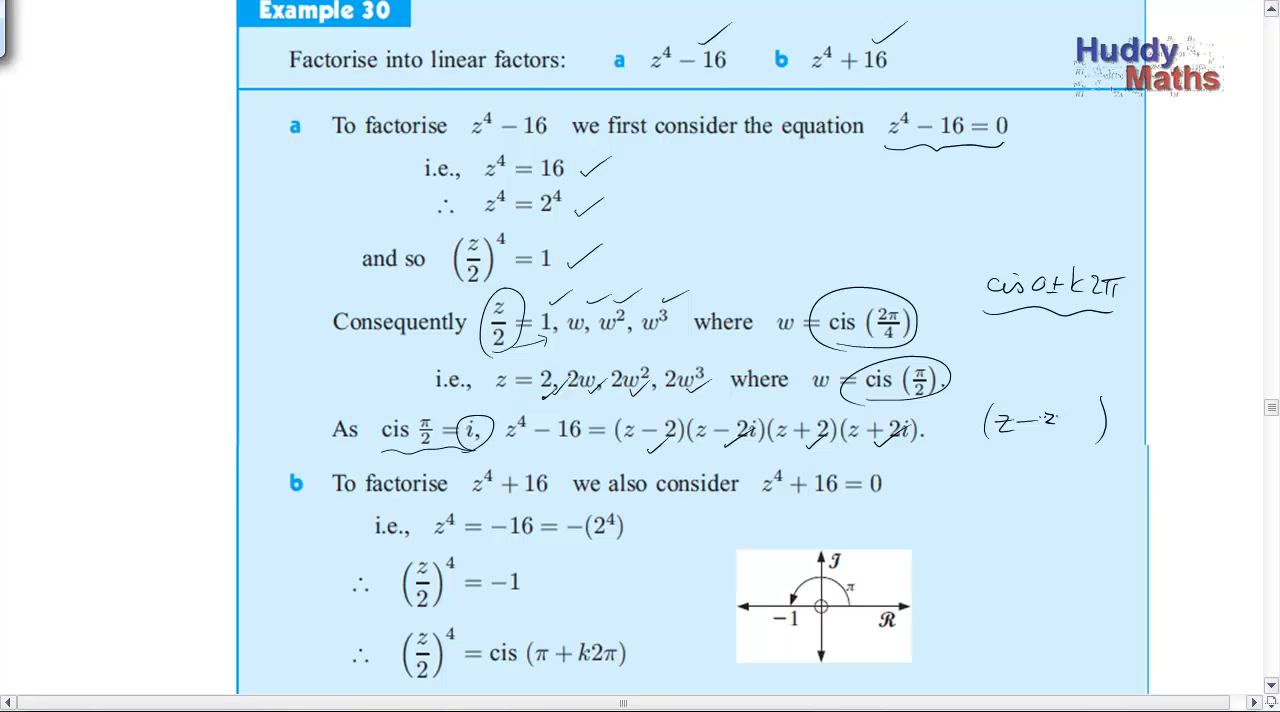 Example 30
Factorise into linear factors: a z⁴ − 16 b z⁴ + 16
Huddy
Maths
a To factorise z⁴ − 16 we first consider the equation z⁴ − 16 = 0
i.e., z⁴ = 16
∴ z⁴ = 2⁴
and so (z/2)⁴ = 1
cis 0 ± k2π
Consequently z/2 = 1, w, w², w³ where w = cis (2π/4)
i.e., z = 2, 2w, 2w², 2w³ where w = cis (π/2).
As cis π/2 = i, z⁴ − 16 = (z − 2)(z − 2i)(z + 2)(z + 2i).
(z − )
b To factorise z⁴ + 16 we also consider z⁴ + 16 = 0
i.e., z⁴ = −16 = −(2⁴)
∴ (z/2)⁴ = −1
ℐ
π
−1
ℛ
∴ (z/2)⁴ = cis (π + k2π)